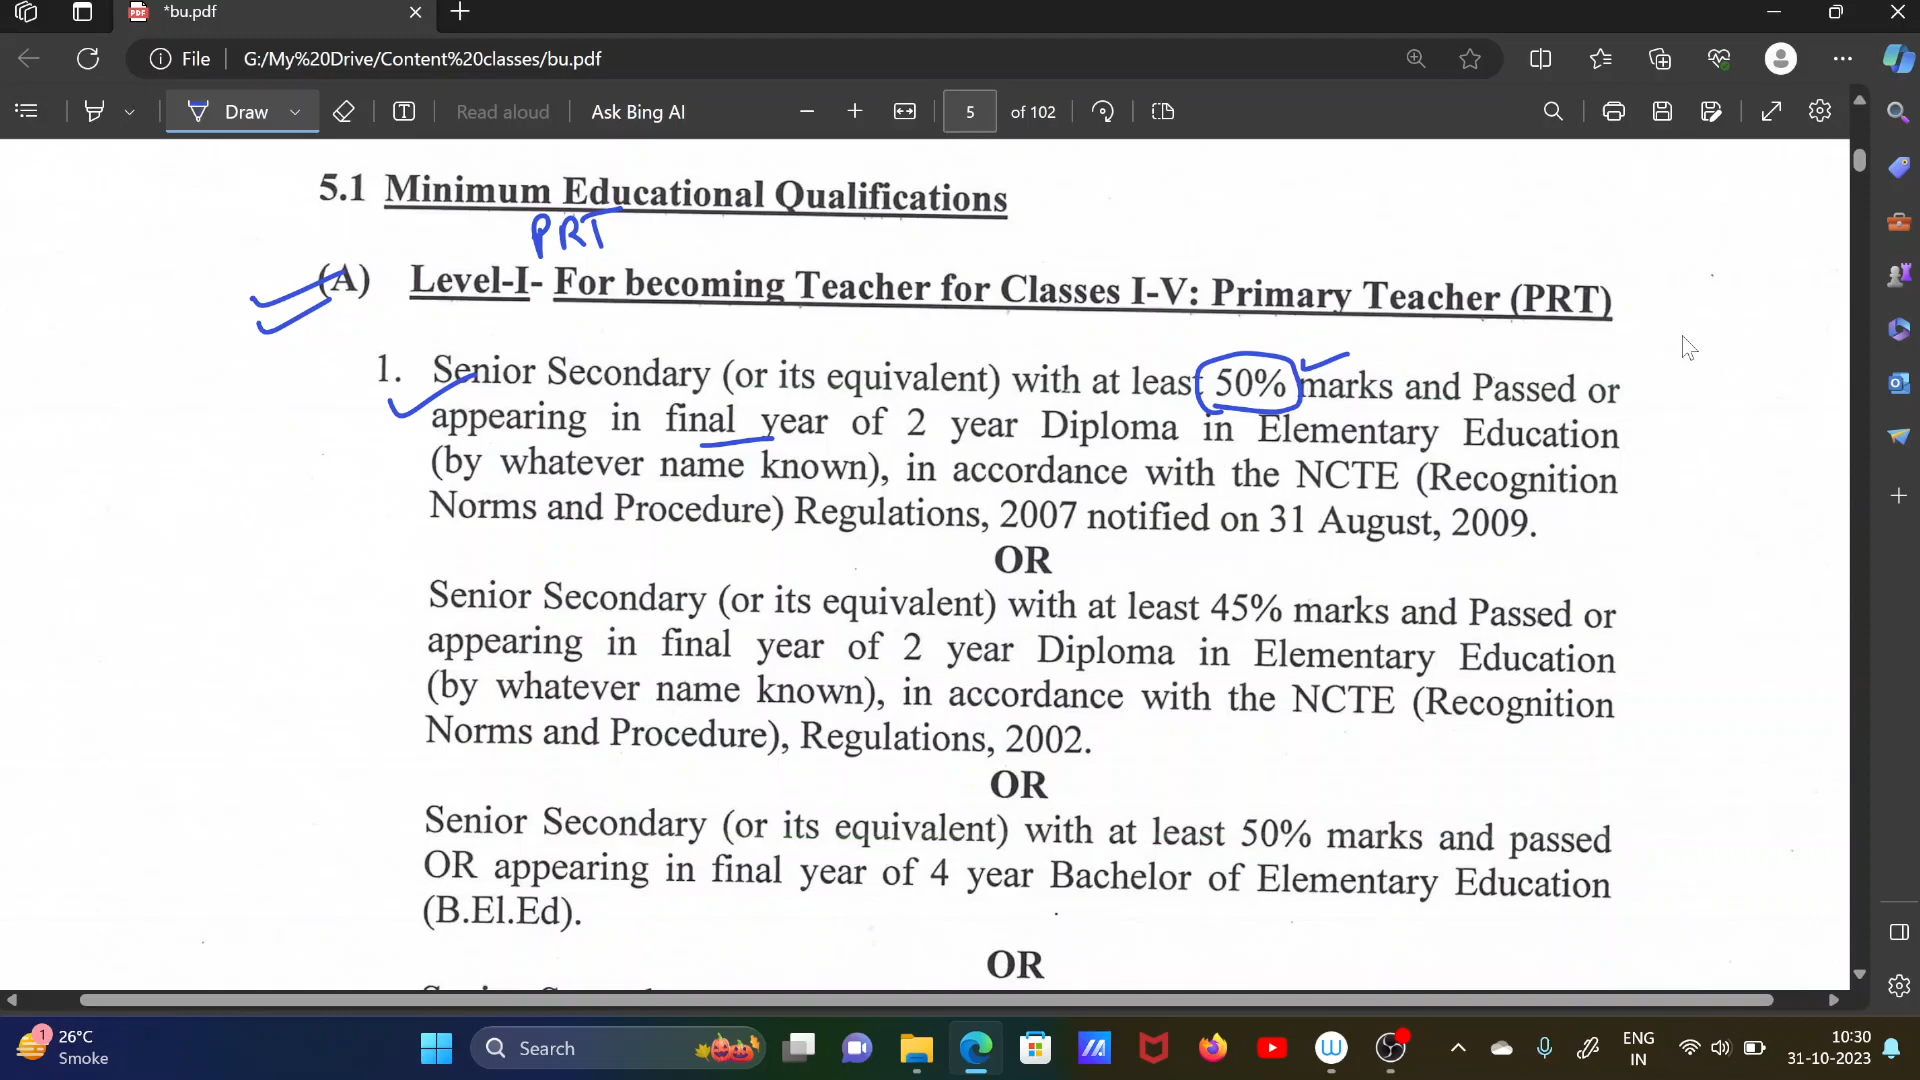 *bu.pdf
File
G:/My%20Drive/Content%20classes/bu.pdf
Draw
Read aloud
Ask Bing AI
5
of 102
5.1 Minimum Educational Qualifications
PRT
(A) Level-I- For becoming Teacher for Classes I-V: Primary Teacher (PRT)
1. Senior Secondary (or its equivalent) with at least 50% marks and Passed or
appearing in final year of 2 year Diploma in Elementary Education
(by whatever name known), in accordance with the NCTE (Recognition
Norms and Procedure) Regulations, 2007 notified on 31 August, 2009.
OR
Senior Secondary (or its equivalent) with at least 45% marks and Passed or
appearing in final year of 2 year Diploma in Elementary Education
(by whatever name known), in accordance with the NCTE (Recognition
Norms and Procedure), Regulations, 2002.
OR
Senior Secondary (or its equivalent) with at least 50% marks and passed
OR appearing in final year of 4 year Bachelor of Elementary Education
(B.El.Ed).
OR
1
26°C
Smoke
Search
ENG
IN
10:30
31-10-2023